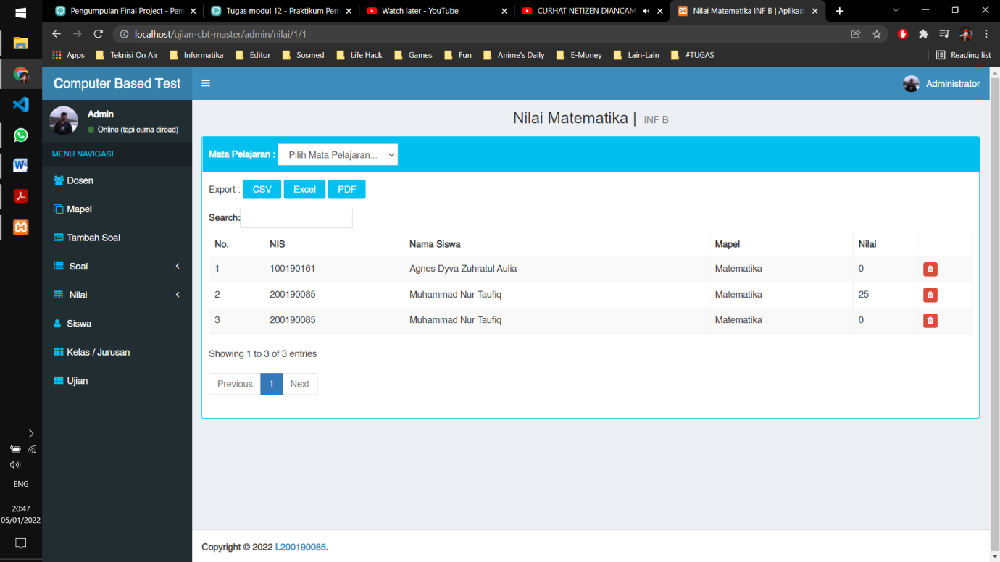 Pengumpulan Final Project - Pem
Tugas modul 12 - Praktikum Pem
Watch later - YouTube
CURHAT NETIZEN DIANCAM
Nilai Matematika INF B | Aplikasi
localhost/ujian-cbt-master/admin/nilai/1/1
Apps Teknisi On Air Informatika Editor Sosmed Life Hack Games Fun Anime's Daily E-Money Lain-Lain #TUGAS Reading list
Computer Based Test
Administrator
Admin
Online (tapi cuma diread)
MENU NAVIGASI
Dosen
Mapel
Tambah Soal
Soal
Nilai
Siswa
Kelas / Jurusan
Ujian
Nilai Matematika | INF B
Mata Pelajaran : Pilih Mata Pelajaran...
Export : CSV Excel PDF
Search:
No. NIS Nama Siswa Mapel Nilai
1 100190161 Agnes Dyva Zuhratul Aulia Matematika 0
2 200190085 Muhammad Nur Taufiq Matematika 25
3 200190085 Muhammad Nur Taufiq Matematika 0
Showing 1 to 3 of 3 entries
Previous 1 Next
Copyright © 2022 L200190085.
ENG
20:47
05/01/2022